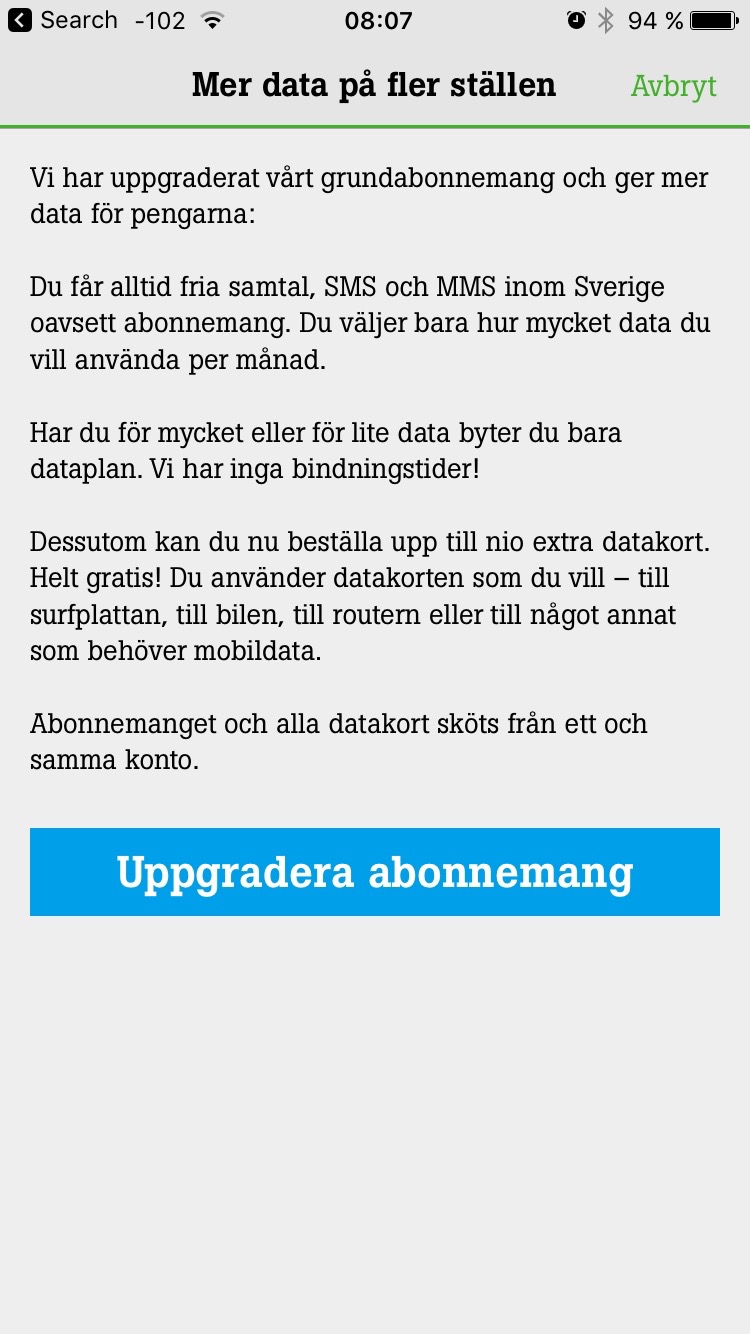 Search -102 08:07 94 %
Mer data på fler ställen Avbryt
Vi har uppgraderat vårt grundabonnemang och ger mer
data för pengarna:
Du får alltid fria samtal, SMS och MMS inom Sverige
oavsett abonnemang. Du väljer bara hur mycket data du
vill använda per månad.
Har du för mycket eller för lite data byter du bara
dataplan. Vi har inga bindningstider!
Dessutom kan du nu beställa upp till nio extra datakort.
Helt gratis! Du använder datakorten som du vill – till
surfplattan, till bilen, till routern eller till något annat
som behöver mobildata.
Abonnemanget och alla datakort sköts från ett och
samma konto.
Uppgradera abonnemang